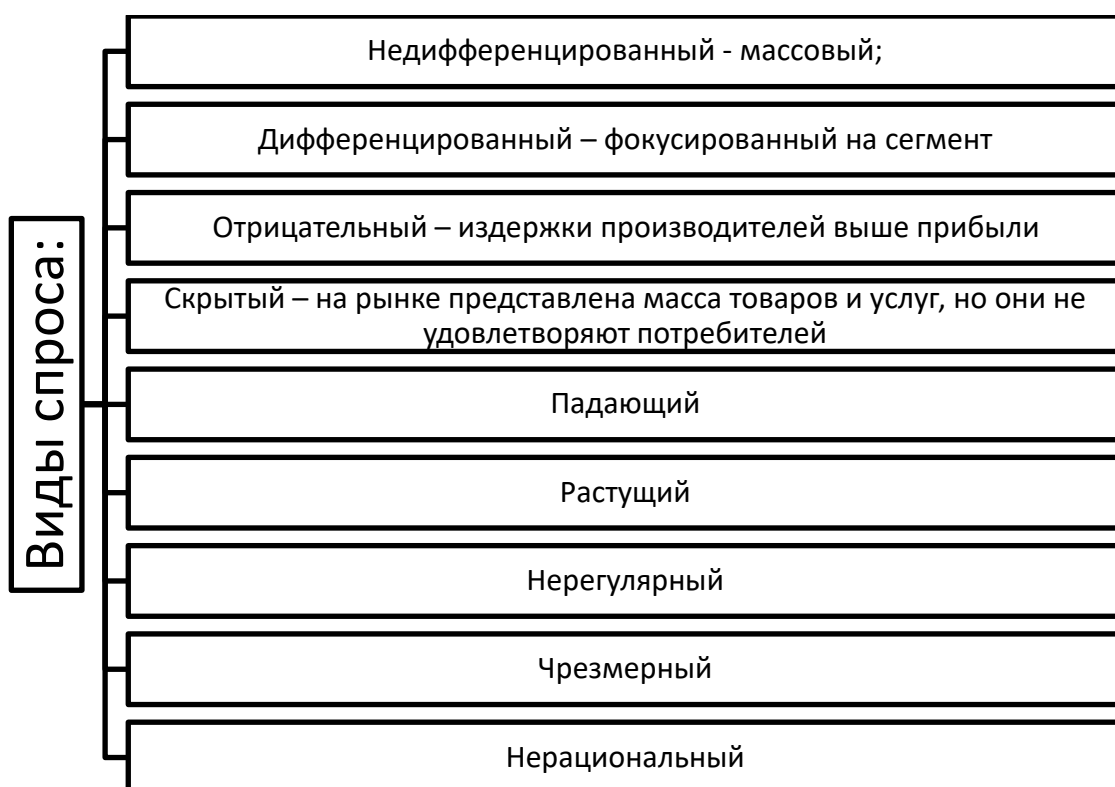 Виды спроса:
Недифференцированный - массовый;
Дифференцированный – фокусированный на сегмент
Отрицательный – издержки производителей выше прибыли
Скрытый – на рынке представлена масса товаров и услуг, но они не
удовлетворяют потребителей
Падающий
Растущий
Нерегулярный
Чрезмерный
Нерациональный